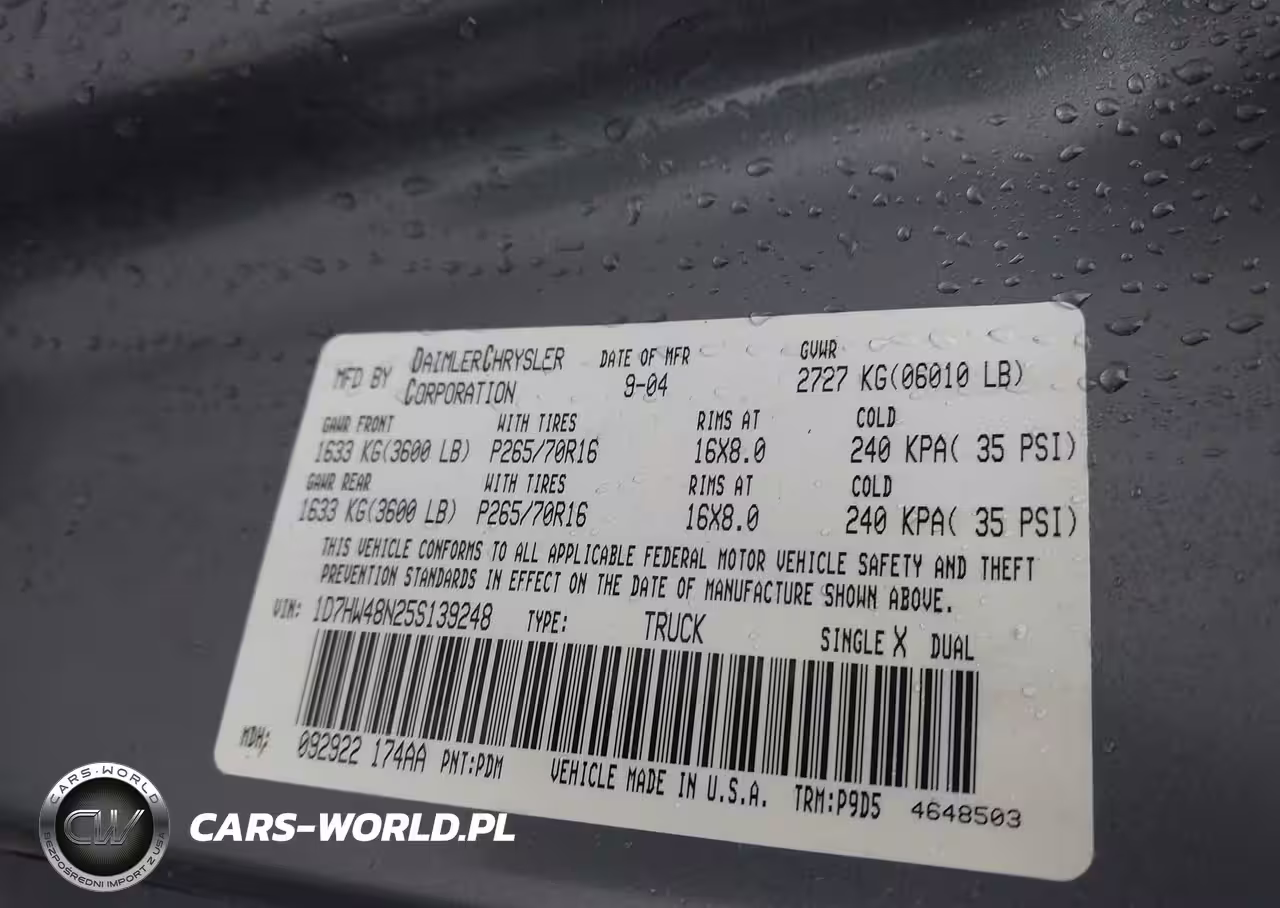 MFD BY DAIMLERCHRYSLER CORPORATION DATE OF MFR 9-04 GVWR 2727 KG(06010 LB)
GAWR FRONT WITH TIRES RIMS AT COLD
1633 KG(3600 LB) P265/70R16 16X8.0 240 KPA( 35 PSI)
GAWR REAR WITH TIRES RIMS AT COLD
1633 KG(3600 LB) P265/70R16 16X8.0 240 KPA( 35 PSI)
THIS VEHICLE CONFORMS TO ALL APPLICABLE FEDERAL MOTOR VEHICLE SAFETY AND THEFT
PREVENTION STANDARDS IN EFFECT ON THE DATE OF MANUFACTURE SHOWN ABOVE.
VIN: 1D7HW48N25S139248 TYPE: TRUCK SINGLE X DUAL
MDH: 092922 174AA PNT:PDM VEHICLE MADE IN U.S.A. TRM:P9D5 4648503
CARS-WORLD
CW
BEZPOŚREDNI IMPORT Z USA
CARS-WORLD.PL